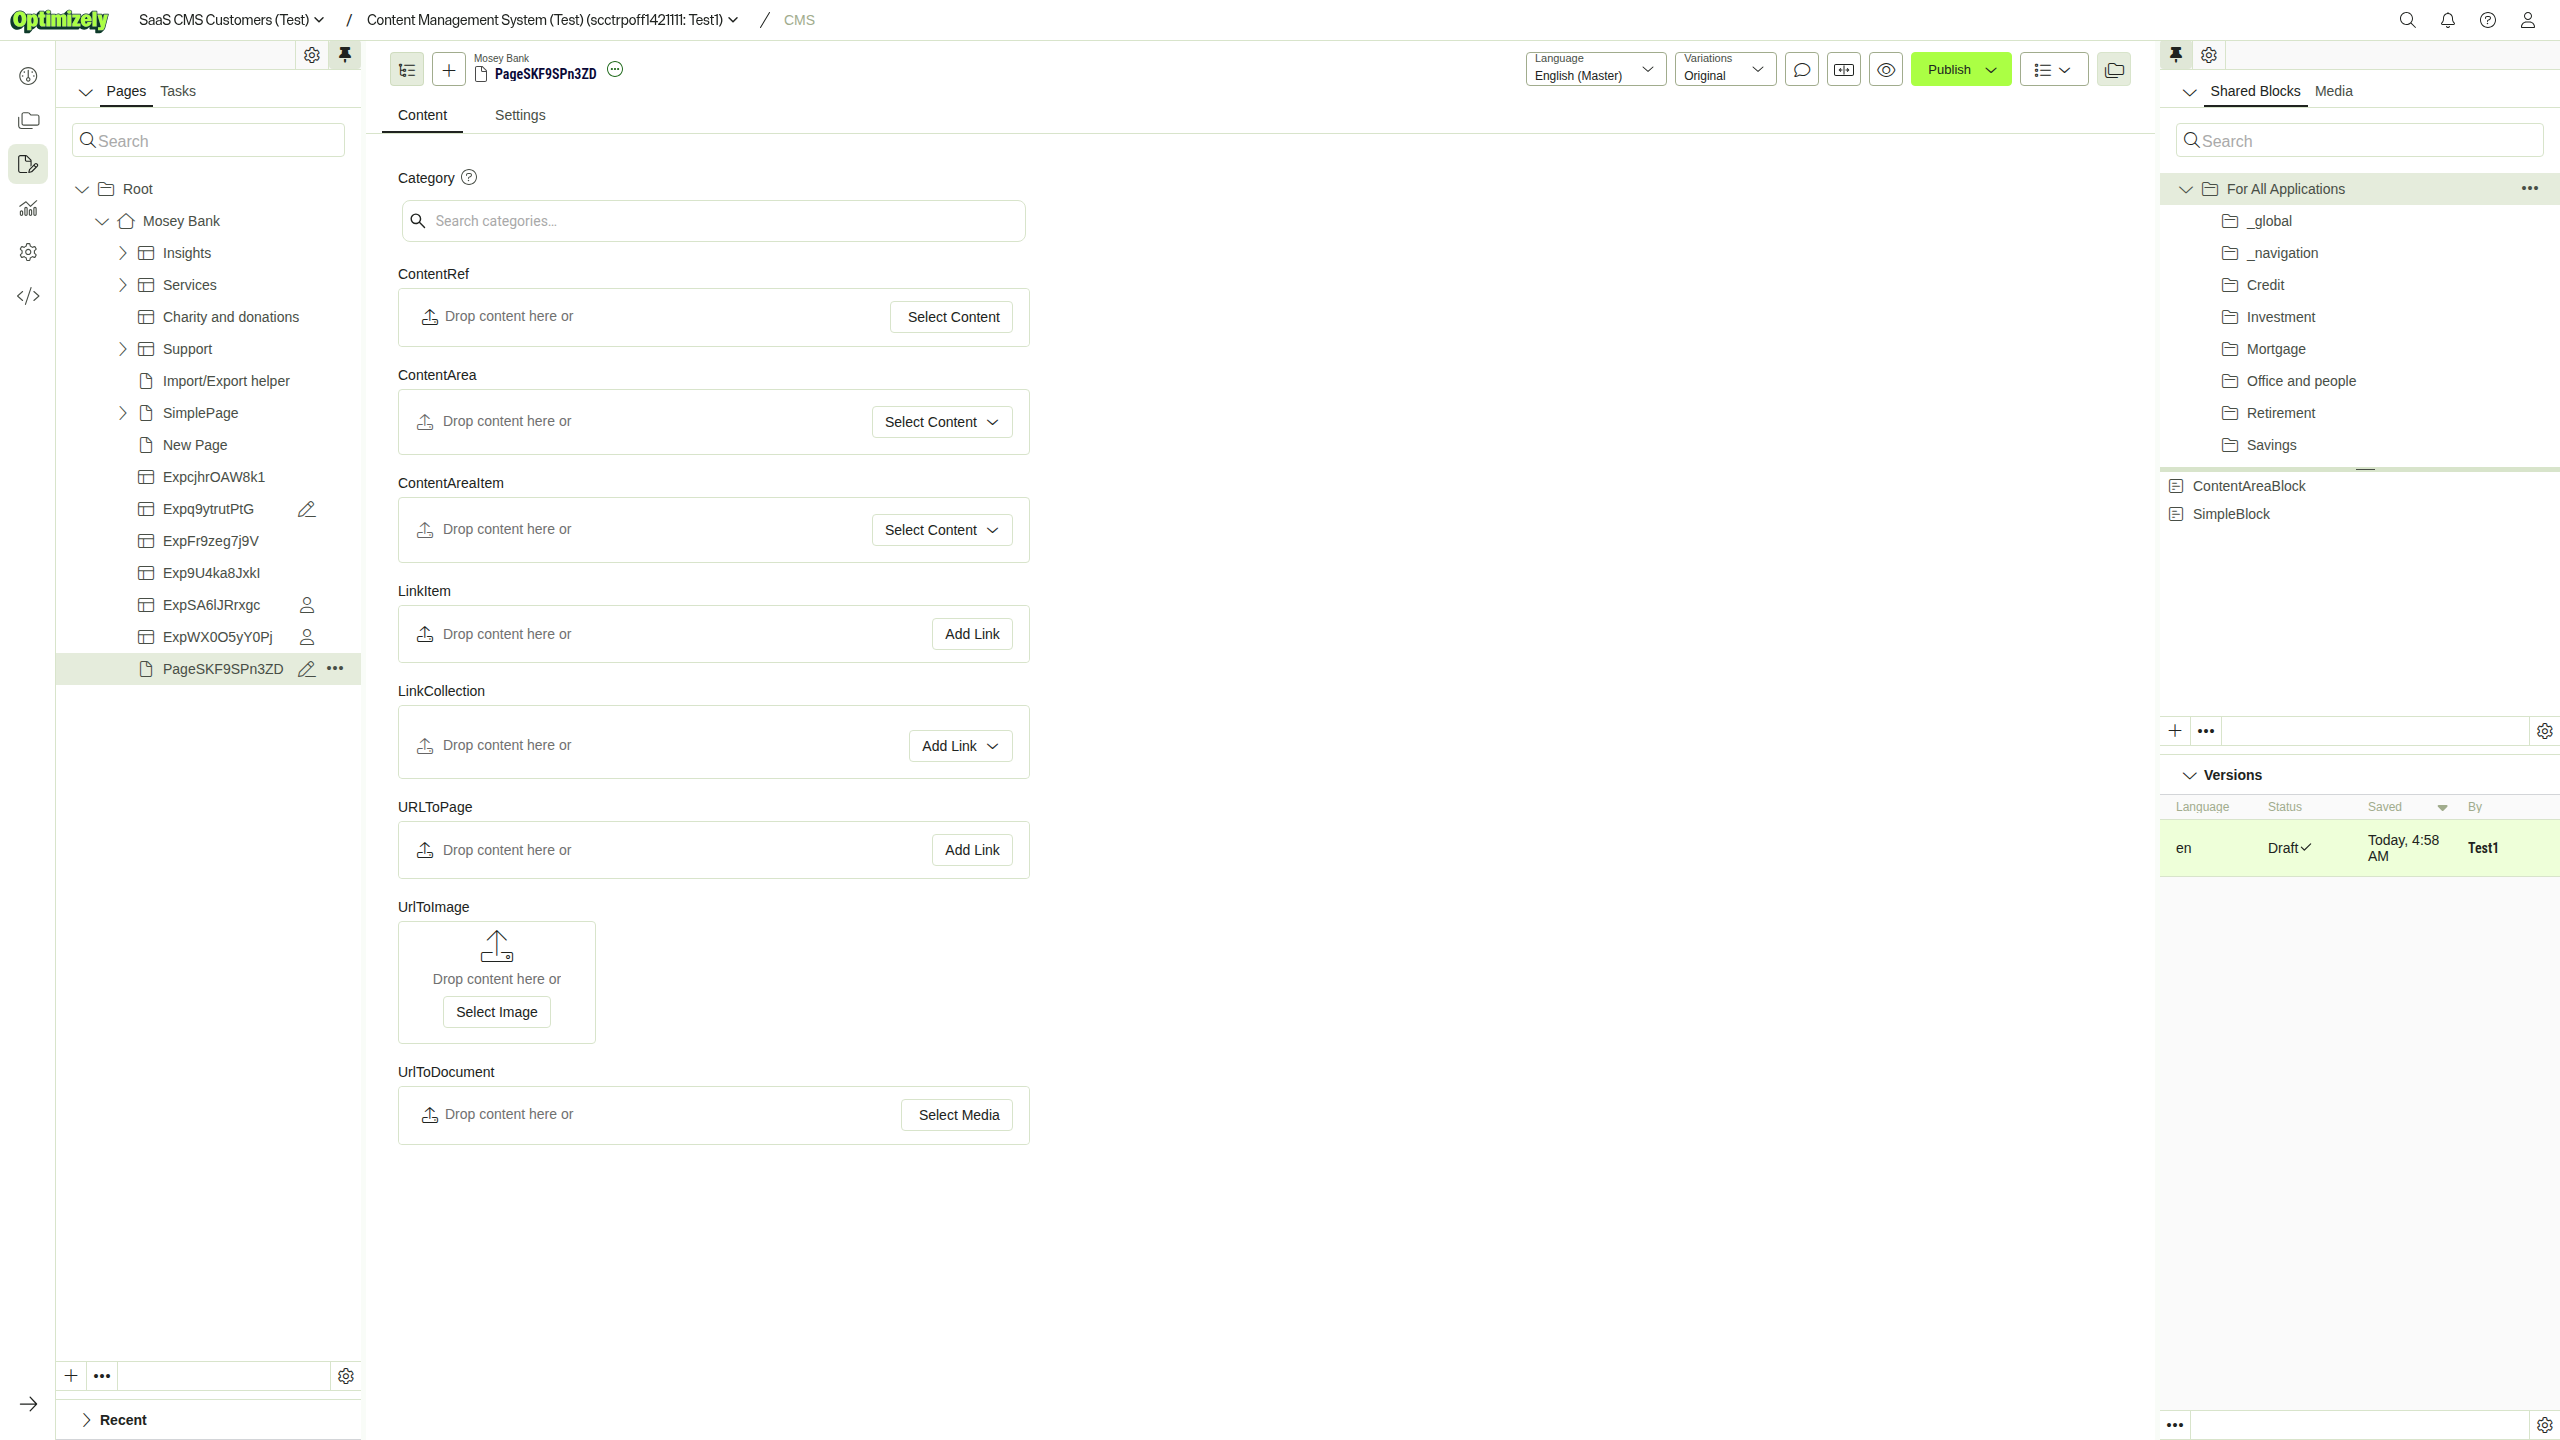 Optimizely
SaaS CMS Customers (Test)
/
Content Management System (Test) (scctrpoff1421111: Test1)
/
CMS
Pages
Tasks
Search
Root
Mosey Bank
Insights
Services
Charity and donations
Support
Import/Export helper
SimplePage
New Page
ExpcjhrOAW8k1
Expq9ytrutPtG
ExpFr9zeg7j9V
Exp9U4ka8JxkI
ExpSA6lJRrxgc
ExpWX0O5yY0Pj
PageSKF9SPn3ZD
Recent
Mosey Bank
PageSKF9SPn3ZD
Language
English (Master)
Variations
Original
Publish
Content
Settings
Category
Search categories...
ContentRef
Drop content here or
Select Content
ContentArea
Drop content here or
Select Content
ContentAreaItem
Drop content here or
Select Content
LinkItem
Drop content here or
Add Link
LinkCollection
Drop content here or
Add Link
URLToPage
Drop content here or
Add Link
UrlToImage
Drop content here or
Select Image
UrlToDocument
Drop content here or
Select Media
Shared Blocks
Media
Search
For All Applications
_global
_navigation
Credit
Investment
Mortgage
Office and people
Retirement
Savings
ContentAreaBlock
SimpleBlock
Versions
Language
Status
Saved
By
en
Draft
Today, 4:58
AM
Test1